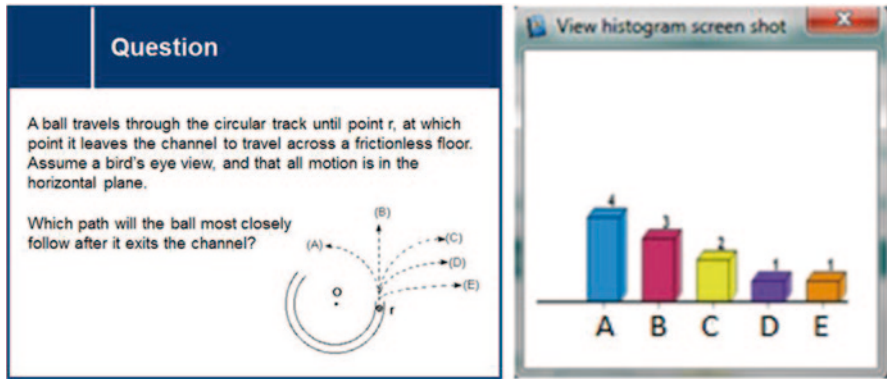 Question
A ball travels through the circular track until point r, at which
point it leaves the channel to travel across a frictionless floor.
Assume a bird's eye view, and that all motion is in the
horizontal plane.
Which path will the ball most closely
follow after it exits the channel?
(B)
(A)
(C)
(D)
(E)
O
r
View histogram screen shot
x
4
3
2
1
1
A B C D E